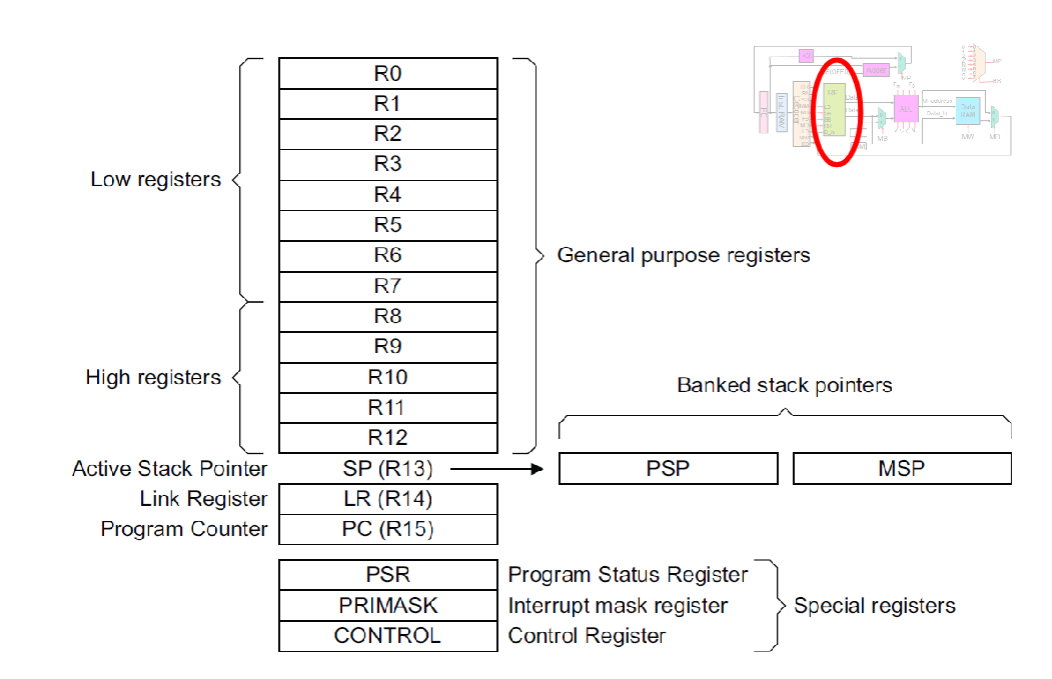 R0
R1
R2
R3
Low registers
R4
R5
R6
General purpose registers
R7
R8
R9
High registers
R10
Banked stack pointers
R11
R12
Active Stack Pointer
SP (R13)
PSP
MSP
Link Register
LR (R14)
Program Counter
PC (R15)
PSR
Program Status Register
PRIMASK
Interrupt mask register
Special registers
CONTROL
Control Register